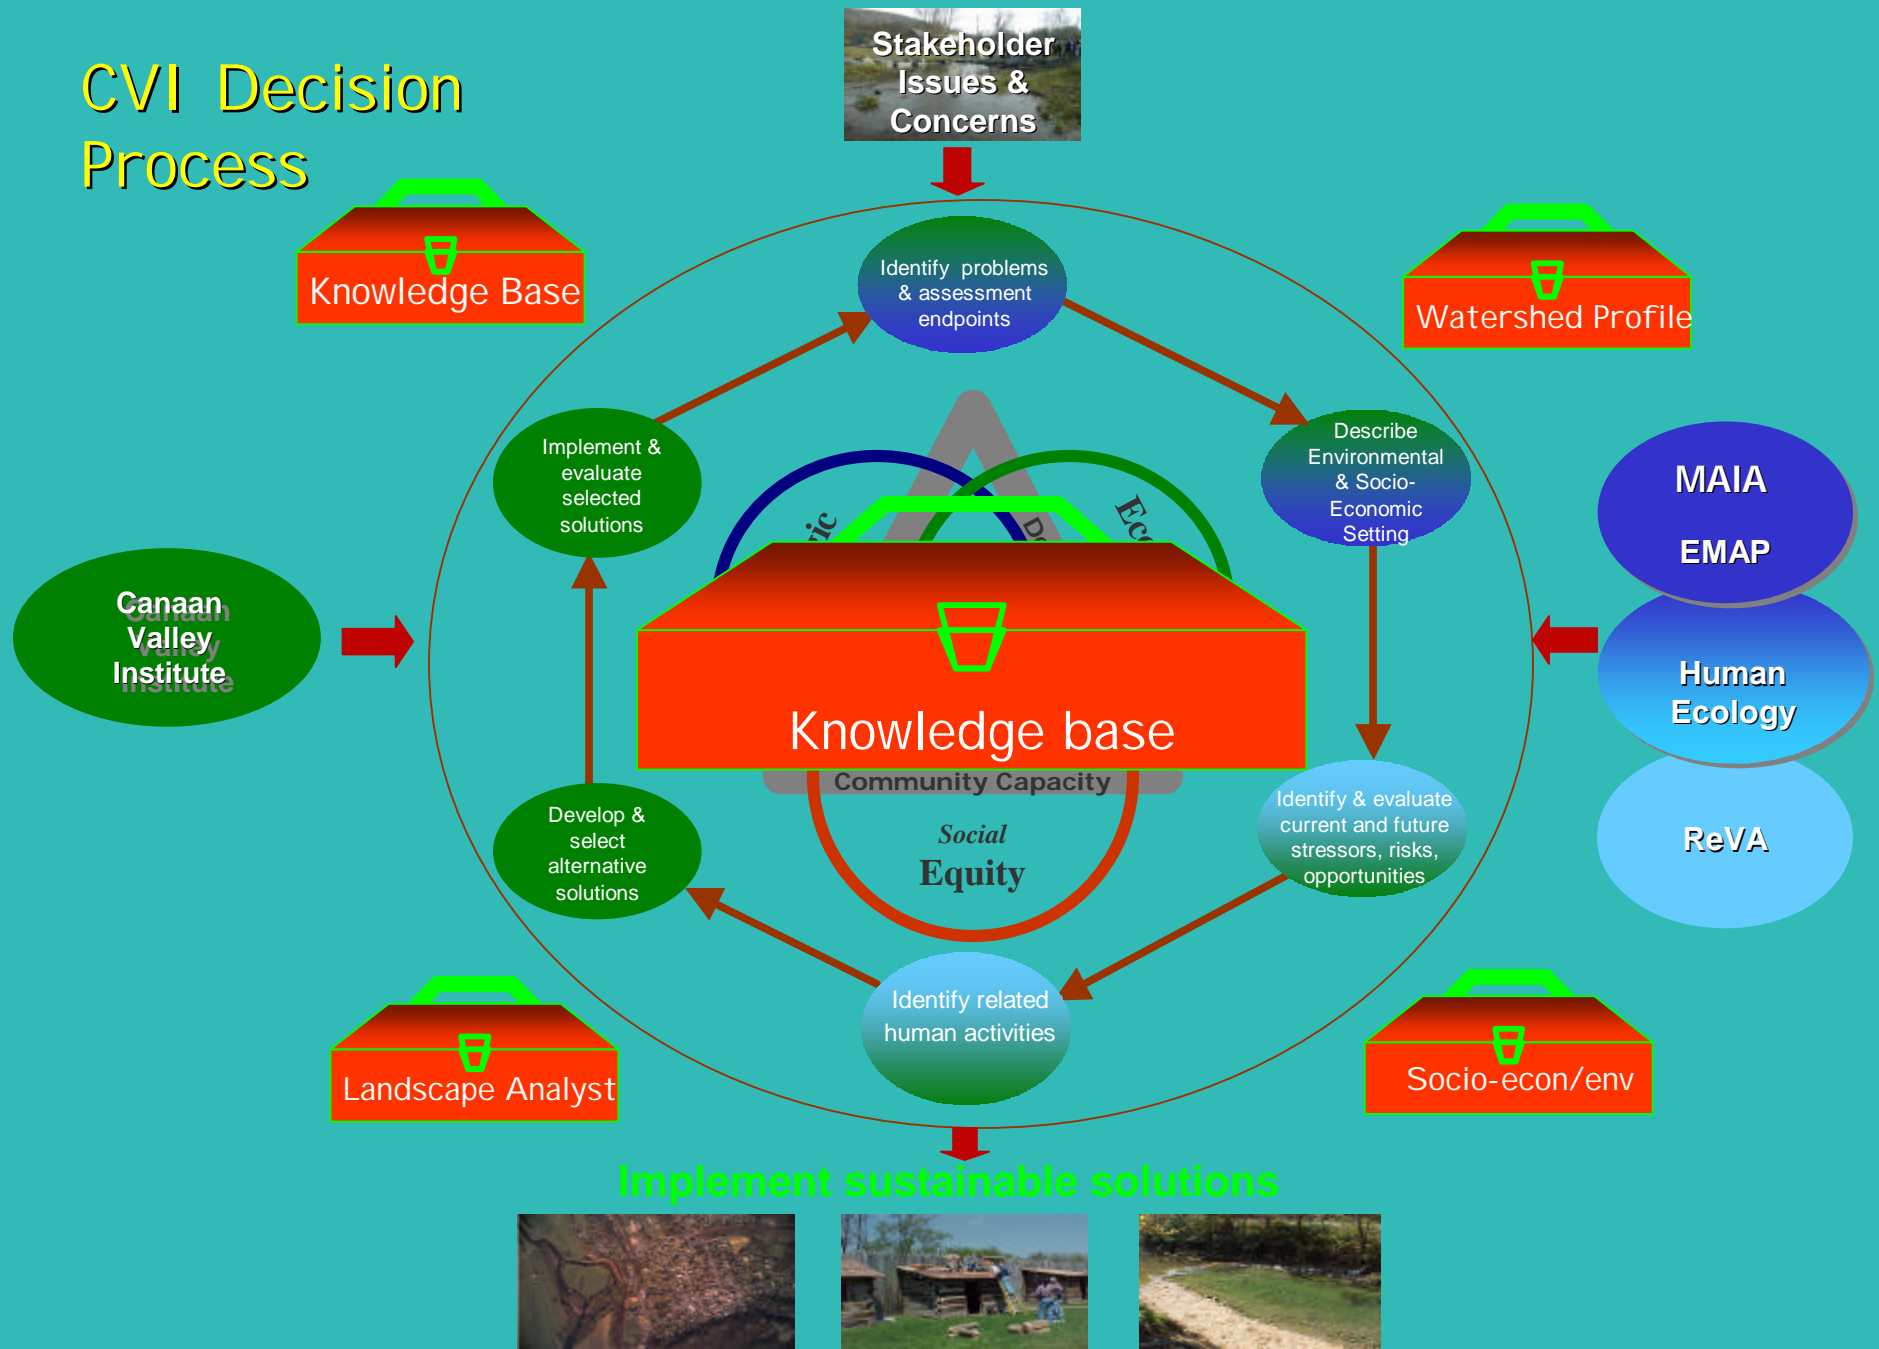 CVI Decision
Process
Stakeholder
Issues &
Concerns
Knowledge Base
Watershed Profile
Identify problems
& assessment
endpoints
Implement &
evaluate
selected
solutions
Describe
Environmental
& Socio-
Economic
Setting
MAIA
EMAP
Canaan
Valley
Institute
Human
Ecology
Knowledge base
Community Capacity
Social
Equity
Develop &
select
alternative
solutions
Identify & evaluate
current and future
stressors, risks,
opportunities
ReVA
Identify related
human activities
Landscape Analyst
Socio-econ/env
Implement sustainable solutions